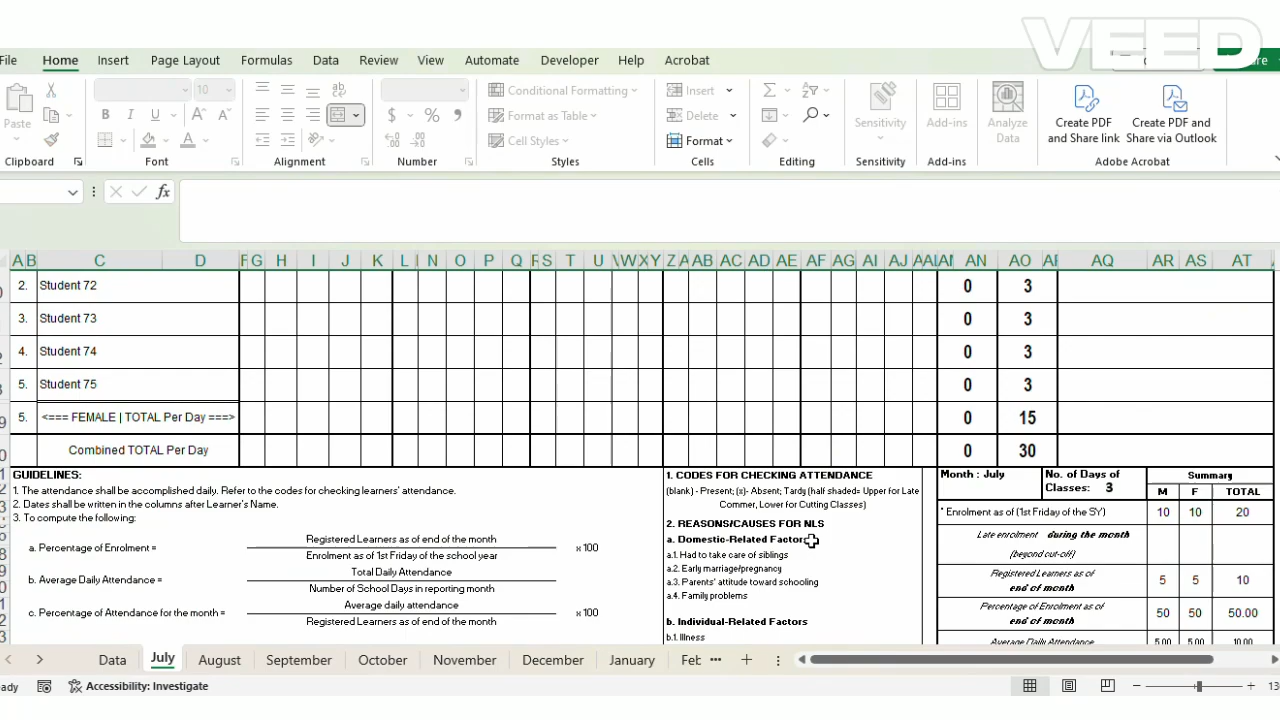 VEED
File Home Insert Page Layout Formulas Data Review View Automate Developer Help Acrobat
10 ab
Paste B I U A A $ % Conditional Formatting Format as Table Cell Styles Insert Delete Format Sensitivity Add-ins Analyze Data Create PDF and Share link Create PDF and Share via Outlook
Clipboard Font Alignment Number Styles Cells Editing Sensitivity Add-ins Adobe Acrobat
fx
A B C D F G H I J K L N O P Q S T U W X Y Z A AB AC AD AE AF AG AI AJ AN AO AQ AR AS AT
2. Student 72 0 3
3. Student 73 0 3
4. Student 74 0 3
5. Student 75 0 3
5. <=== FEMALE | TOTAL Per Day ===> 0 15
Combined TOTAL Per Day 0 30
GUIDELINES:
1. The attendance shall be accomplished daily. Refer to the codes for checking learners' attendance.
2. Dates shall be written in the columns after Learner's Name.
3. To compute the following:
a. Percentage of Enrolment =
Registered Learners as of end of the month
Enrolment as of 1st Friday of the school year
x 100
b. Average Daily Attendance =
Total Daily Attendance
Number of School Days in reporting month
c. Percentage of Attendance for the month =
Average daily attendance
Registered Learners as of end of the month
x 100
1. CODES FOR CHECKING ATTENDANCE
(blank) - Present; (x)- Absent; Tardy (half shaded= Upper for Late
Commer, Lower for Cutting Classes)
2. REASONS/CAUSES FOR NLS
a. Domestic-Related Factors
a.1. Had to take care of siblings
a.2. Early marriage/pregnancy
a.3. Parents' attitude toward schooling
a.4. Family problems
b. Individual-Related Factors
b.1. Illness
Month : July
No. of Days of
Classes: 3
Summary
M F TOTAL
* Enrolment as of (1st Friday of the SY) 10 10 20
Late enrolment during the month
(beyond cut-off)
Registered Learners as of
end of month 5 5 10
Percentage of Enrolment as of
end of month 50 50 50.00
Average Daily Attendance 5.00 5.00 10.00
Data July August September October November December January Feb
Accessibility: Investigate